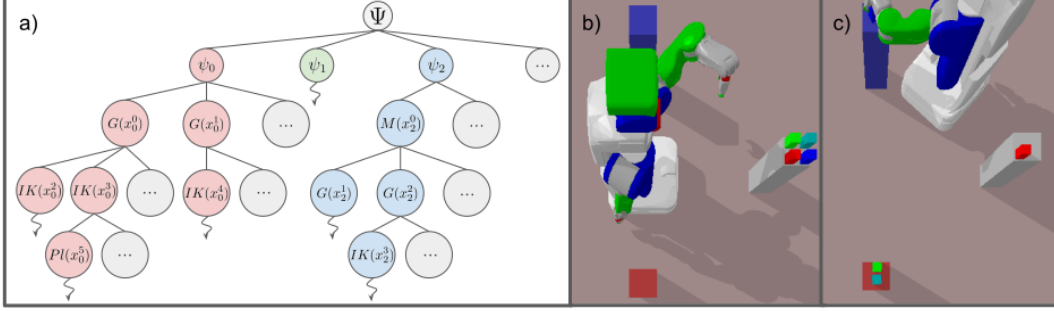 a)
Ψ
ψ₀
ψ₁
ψ₂
...
G(x₀⁰)
G(x₀¹)
...
M(x₂⁰)
IK(x₀²)
IK(x₀³)
...
IK(x₀⁴)
G(x₂¹)
G(x₂²)
...
Pl(x₀⁵)
...
IK(x₂³)
b)
c)